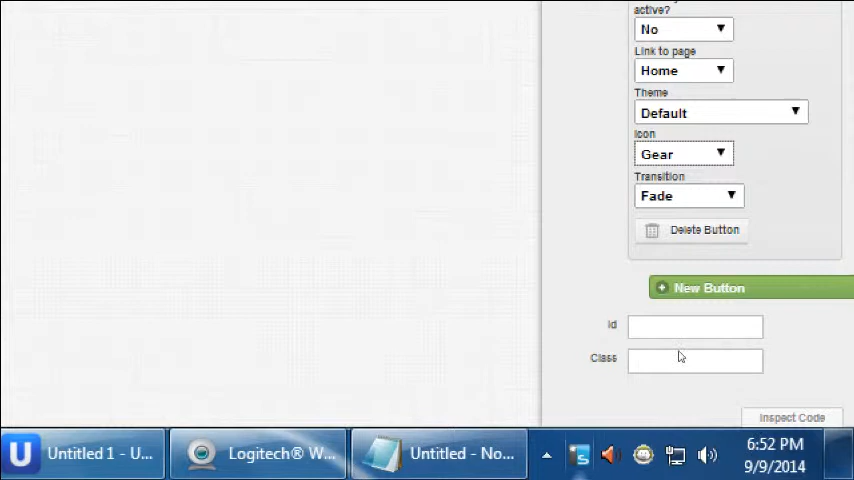 active?
No
Link to page
Home
Theme
Default
Icon
Gear
Transition
Fade
Delete Button
New Button
Id
Class
Inspect Code
U Untitled 1 - U...
Logitech® W...
Untitled - No...
S
6:52 PM
9/9/2014